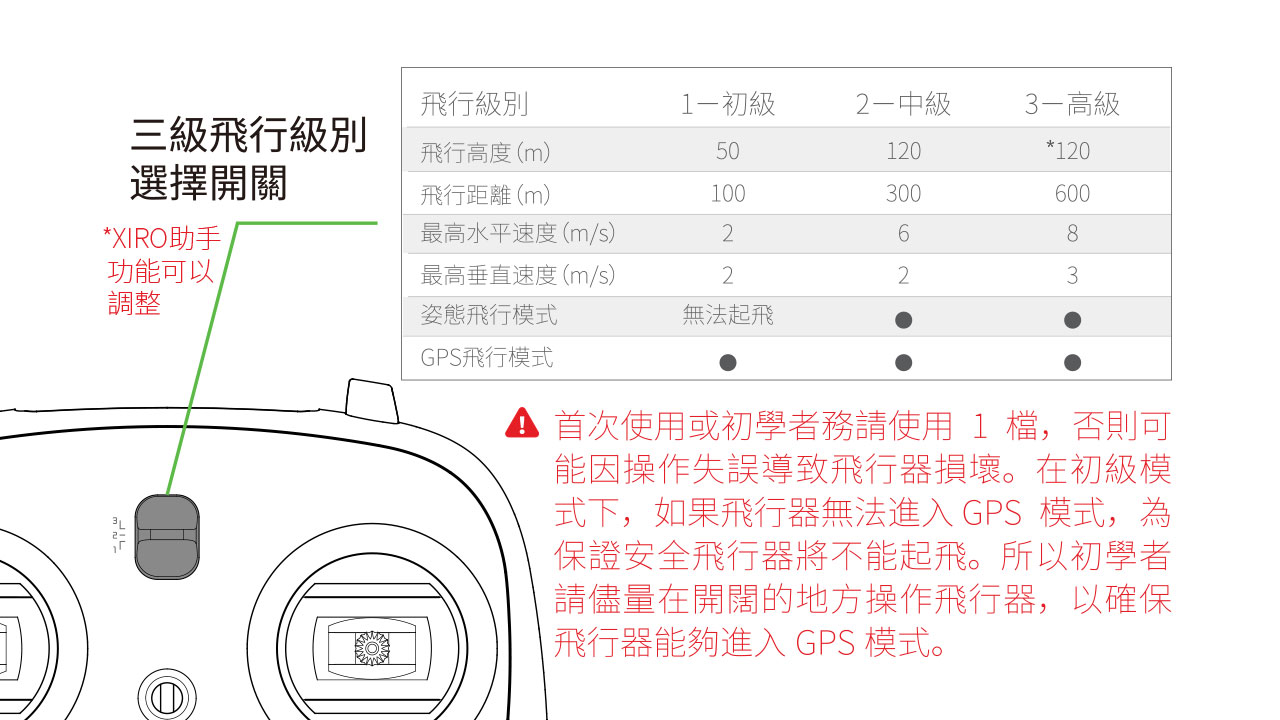 三級飛行級別
選擇開關
*XIRO助手
功能可以
調整
飛行級別 1－初級 2－中級 3－高級
飛行高度(m) 50 120 *120
飛行距離(m) 100 300 600
最高水平速度(m/s) 2 6 8
最高垂直速度(m/s) 2 2 3
姿態飛行模式 無法起飛 ● ●
GPS飛行模式 ● ● ●
首次使用或初學者務請使用 1 檔，否則可
能因操作失誤導致飛行器損壞。在初級模
式下，如果飛行器無法進入 GPS 模式，為
保證安全飛行器將不能起飛。所以初學者
請儘量在開闊的地方操作飛行器，以確保
飛行器能夠進入 GPS 模式。
3
2
1